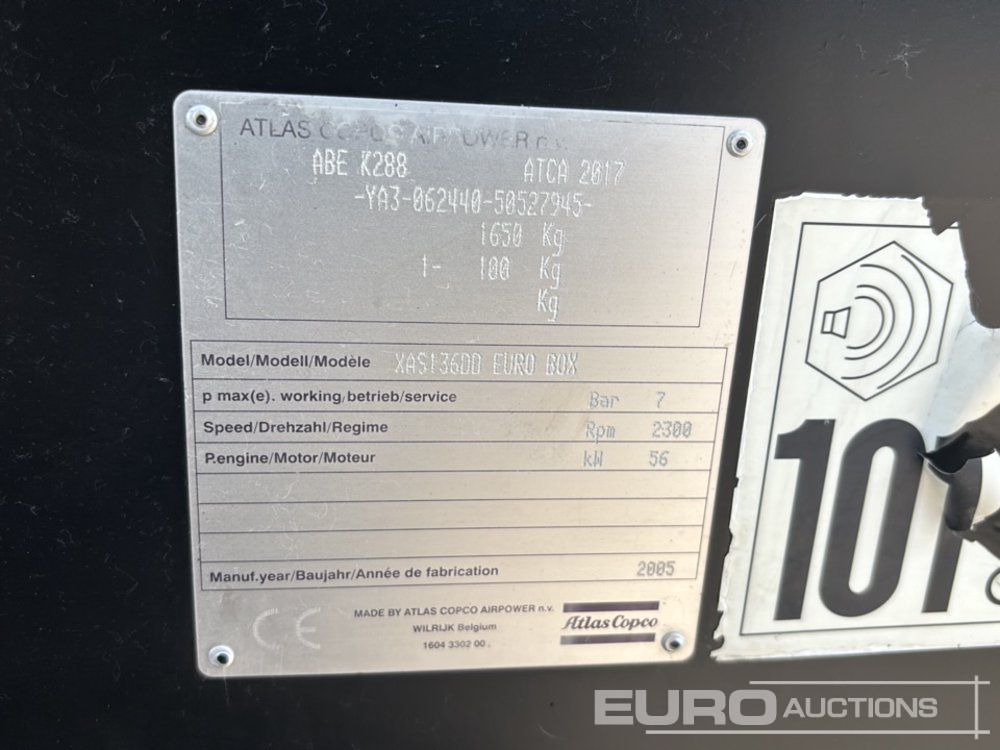 ATLAS COPCO AIRPOWER n.v.
ABE K288 ATCA 2017
-YA3-062440-50527945-
1650 Kg
1- 100 Kg
Kg
Model/Modell/Modèle XAS136DD EURO BOX
p max(e). working/betrieb/service Bar 7
Speed/Drehzahl/Regime Rpm 2300
P.engine/Motor/Moteur kW 56
Manuf.year/Baujahr/Année de fabrication 2005
CE
MADE BY ATLAS COPCO AIRPOWER n.v.
WILRIJK Belgium
1604 3302 00
Atlas Copco
101
EURO AUCTIONS